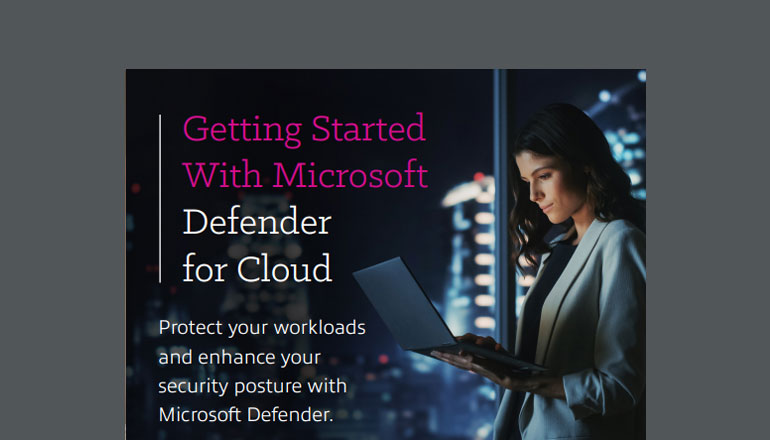 Getting Started
With Microsoft
Defender
for Cloud
Protect your workloads
and enhance your
security posture with
Microsoft Defender.